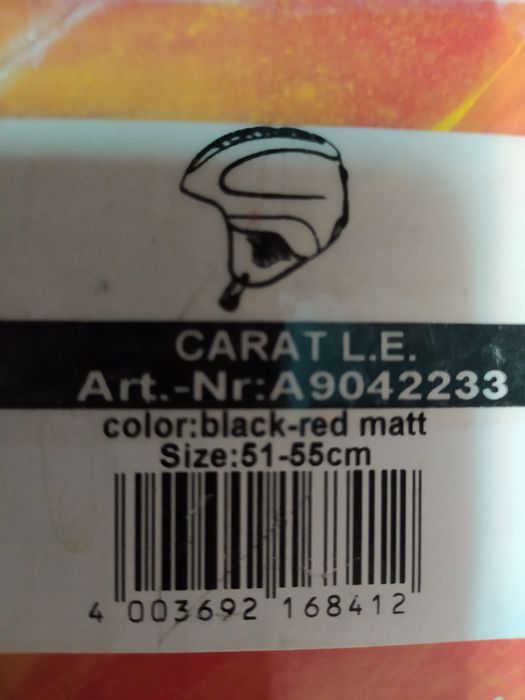 CARAT L.E.
Art.-Nr:A9042233
color:black-red matt
Size:51-55cm
4 003692 168412